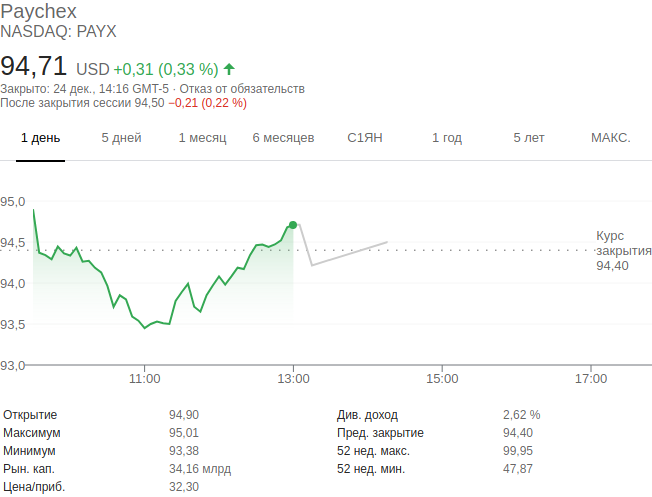 Paychex
NASDAQ: PAYX
94,71 USD +0,31 (0,33 %)
Закрыто: 24 дек., 14:16 GMT-5 · Отказ от обязательств
После закрытия сессии 94,50 −0,21 (0,22 %)
1 день 5 дней 1 месяц 6 месяцев С1ЯН 1 год 5 лет МАКС.
95,0
94,5
94,0
93,5
93,0
Курс
закрытия
94,40
11:00 13:00 15:00 17:00
Открытие 94,90 Див. доход 2,62 %
Максимум 95,01 Пред. закрытие 94,40
Минимум 93,38 52 нед. макс. 99,95
Рын. кап. 34,16 млрд 52 нед. мин. 47,87
Цена/приб. 32,30